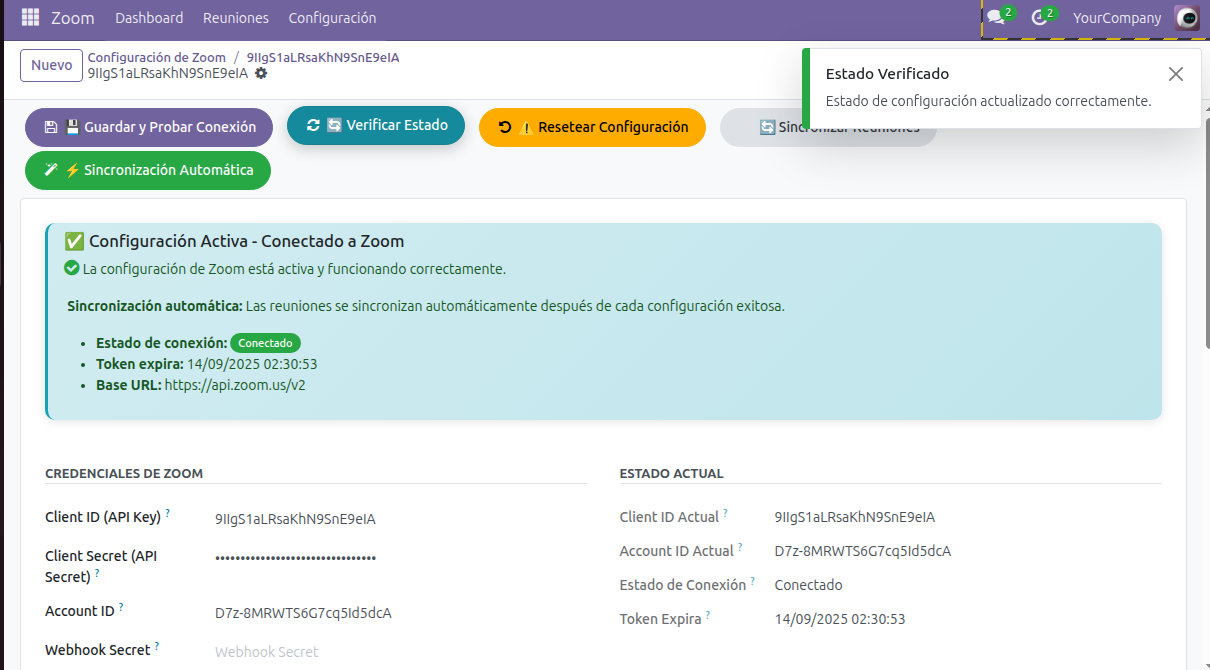 Zoom Dashboard Reuniones Configuración 2 2 YourCompany
Nuevo
Configuración de Zoom / 9IIgS1aLRsaKhN9SnE9eIA
9IIgS1aLRsaKhN9SnE9eIA
Estado Verificado
Estado de configuración actualizado correctamente.
Guardar y Probar Conexión
Verificar Estado
Resetear Configuración
Sincronizar Reuniones
Sincronización Automática
Configuración Activa - Conectado a Zoom
La configuración de Zoom está activa y funcionando correctamente.
Sincronización automática: Las reuniones se sincronizan automáticamente después de cada configuración exitosa.
Estado de conexión: Conectado
Token expira: 14/09/2025 02:30:53
Base URL: https://api.zoom.us/v2
CREDENCIALES DE ZOOM
Client ID (API Key) ? 9IIgS1aLRsaKhN9SnE9eIA
Client Secret (API
Secret) ?
••••••••••••••••••••••••••••••••
Account ID ? D7z-8MRWTS6G7cq5Id5dcA
Webhook Secret ? Webhook Secret
ESTADO ACTUAL
Client ID Actual ? 9IIgS1aLRsaKhN9SnE9eIA
Account ID Actual ? D7z-8MRWTS6G7cq5Id5dcA
Estado de Conexión ? Conectado
Token Expira ? 14/09/2025 02:30:53